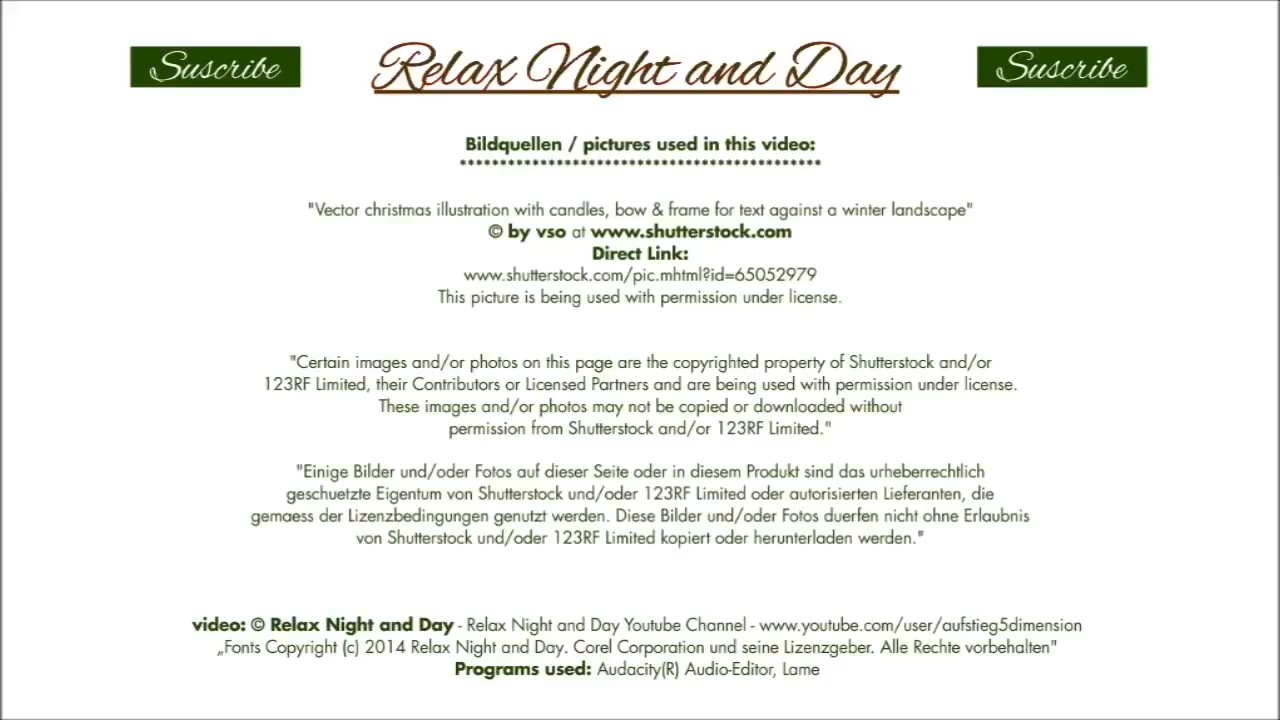 Suscribe Relax Night and Day Suscribe
Bildquellen / pictures used in this video:
*********************************************
"Vector christmas illustration with candles, bow & frame for text against a winter landscape"
© by vso at www.shutterstock.com
Direct Link:
www.shutterstock.com/pic.mhtml?id=65052979
This picture is being used with permission under license.
"Certain images and/or photos on this page are the copyrighted property of Shutterstock and/or
123RF Limited, their Contributors or Licensed Partners and are being used with permission under license.
These images and/or photos may not be copied or downloaded without
permission from Shutterstock and/or 123RF Limited."
"Einige Bilder und/oder Fotos auf dieser Seite oder in diesem Produkt sind das urheberrechtlich
geschuetzte Eigentum von Shutterstock und/oder 123RF Limited oder autorisierten Lieferanten, die
gemaess der Lizenzbedingungen genutzt werden. Diese Bilder und/oder Fotos duerfen nicht ohne Erlaubnis
von Shutterstock und/oder 123RF Limited kopiert oder herunterladen werden."
video: © Relax Night and Day - Relax Night and Day Youtube Channel - www.youtube.com/user/aufstieg5dimension
„Fonts Copyright (c) 2014 Relax Night and Day. Corel Corporation und seine Lizenzgeber. Alle Rechte vorbehalten"
Programs used: Audacity(R) Audio-Editor, Lame